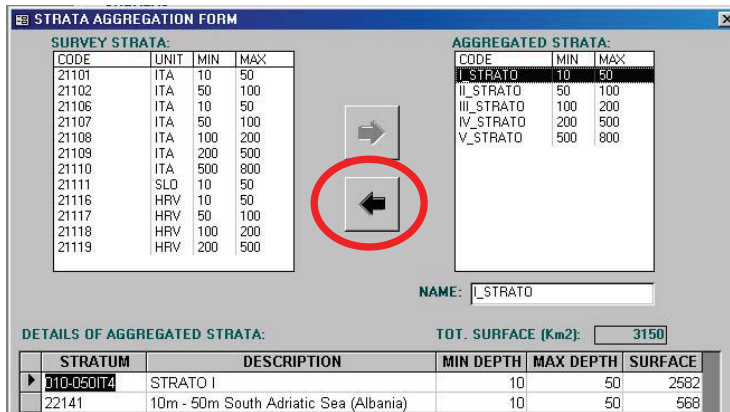 STRATA AGGREGATION FORM
SURVEY STRATA:
CODE UNIT MIN MAX
21101 ITA 10 50
21102 ITA 50 100
21106 ITA 10 50
21107 ITA 50 100
21108 ITA 100 200
21109 ITA 200 500
21110 ITA 500 800
21111 SLO 10 50
21116 HRV 10 50
21117 HRV 50 100
21118 HRV 100 200
21119 HRV 200 500
AGGREGATED STRATA:
CODE MIN MAX
I_STRATO 10 50
II_STRATO 50 100
III_STRATO 100 200
IV_STRATO 200 500
V_STRATO 500 800
NAME: I_STRATO
DETAILS OF AGGREGATED STRATA: TOT. SURFACE (Km2): 3150
STRATUM DESCRIPTION MIN DEPTH MAX DEPTH SURFACE
010-050IT4 STRATO I 10 50 2582
22141 10m - 50m South Adriatic Sea (Albania) 10 50 568